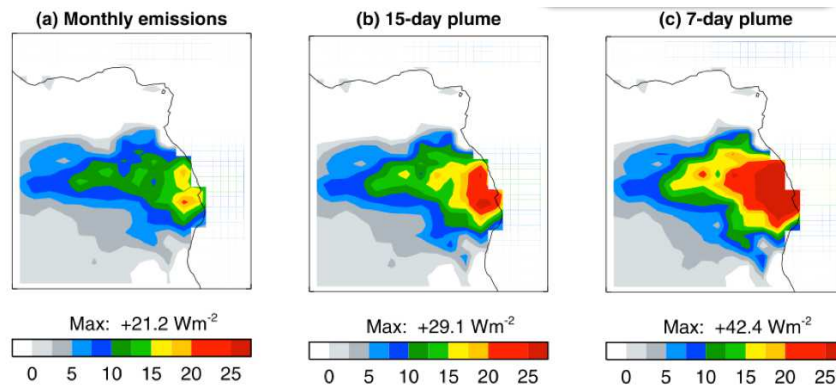 (a) Monthly emissions
(b) 15-day plume
(c) 7-day plume
Max: +21.2 Wm⁻²
Max: +29.1 Wm⁻²
Max: +42.4 Wm⁻²
0 5 10 15 20 25
0 5 10 15 20 25
0 5 10 15 20 25